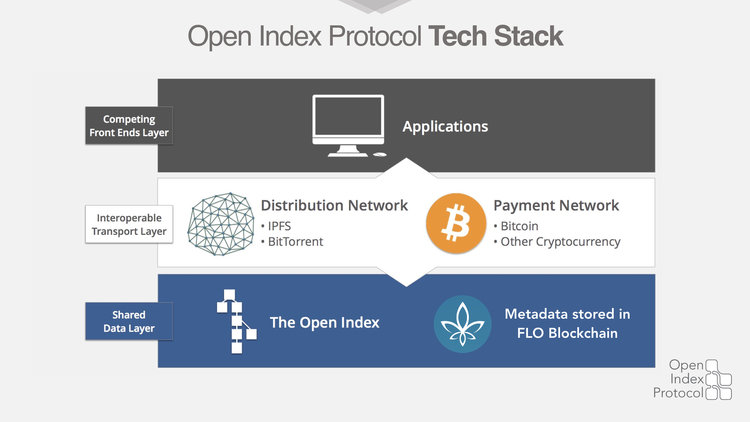 Open Index Protocol Tech Stack
Competing
Front Ends Layer
Applications
Interoperable
Transport Layer
Distribution Network
• IPFS
• BitTorrent
Payment Network
• Bitcoin
• Other Cryptocurrency
Shared
Data Layer
The Open Index
Metadata stored in
FLO Blockchain
Open
Index
Protocol